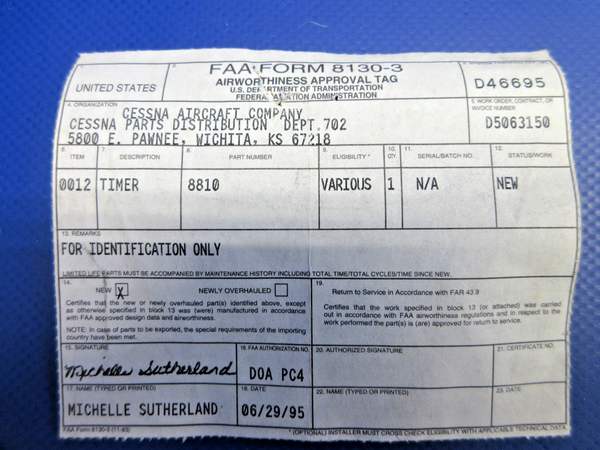 FAA FORM 8130-3
UNITED STATES
AIRWORTHINESS APPROVAL TAG
U.S. DEPARTMENT OF TRANSPORTATION
FEDERAL AVIATION ADMINISTRATION
D46695
4. ORGANIZATION
CESSNA AIRCRAFT COMPANY
CESSNA PARTS DISTRIBUTION DEPT.702
5800 E. PAWNEE, WICHITA, KS 67218
5. WORK ORDER, CONTRACT, OR
INVOICE NUMBER
D5063150
6. ITEM
7. DESCRIPTION
8. PART NUMBER
9. ELIGIBILITY *
10. QTY
11. SERIAL/BATCH NO.
12. STATUS/WORK
0012 TIMER 8810 VARIOUS 1 N/A NEW
13. REMARKS
FOR IDENTIFICATION ONLY
LIMITED LIFE PARTS MUST BE ACCOMPANIED BY MAINTENANCE HISTORY INCLUDING TOTAL TIME/TOTAL CYCLES/TIME SINCE NEW.
14.
NEW X NEWLY OVERHAULED
Certifies that the new or newly overhauled part(s) identified above, except
as otherwise specified in block 13 was (were) manufactured in accordance
with FAA approved design data and airworthiness.
NOTE: In case of parts to be exported, the special requirements of the importing
country have been met.
19.
Return to Service in Accordance with FAR 43.9
Certifies that the work specified in block 13 (or attached) was carried
out in accordance with FAA airworthiness regulations and in respect to the
work performed the part(s) is (are) approved for return to service.
15. SIGNATURE
Michelle Sutherland
16. FAA AUTHORIZATION NO.
DOA PC4
20. AUTHORIZED SIGNATURE
21. CERTIFICATE NO.
17. NAME (TYPED OR PRINTED)
MICHELLE SUTHERLAND
18. DATE
06/29/95
22. NAME (TYPED OR PRINTED)
23. DATE
FAA Form 8130-3 (11-93)
* (OPTIONAL) INSTALLER MUST CROSS CHECK ELIGIBILITY WITH APPLICABLE TECHNICAL DATA.